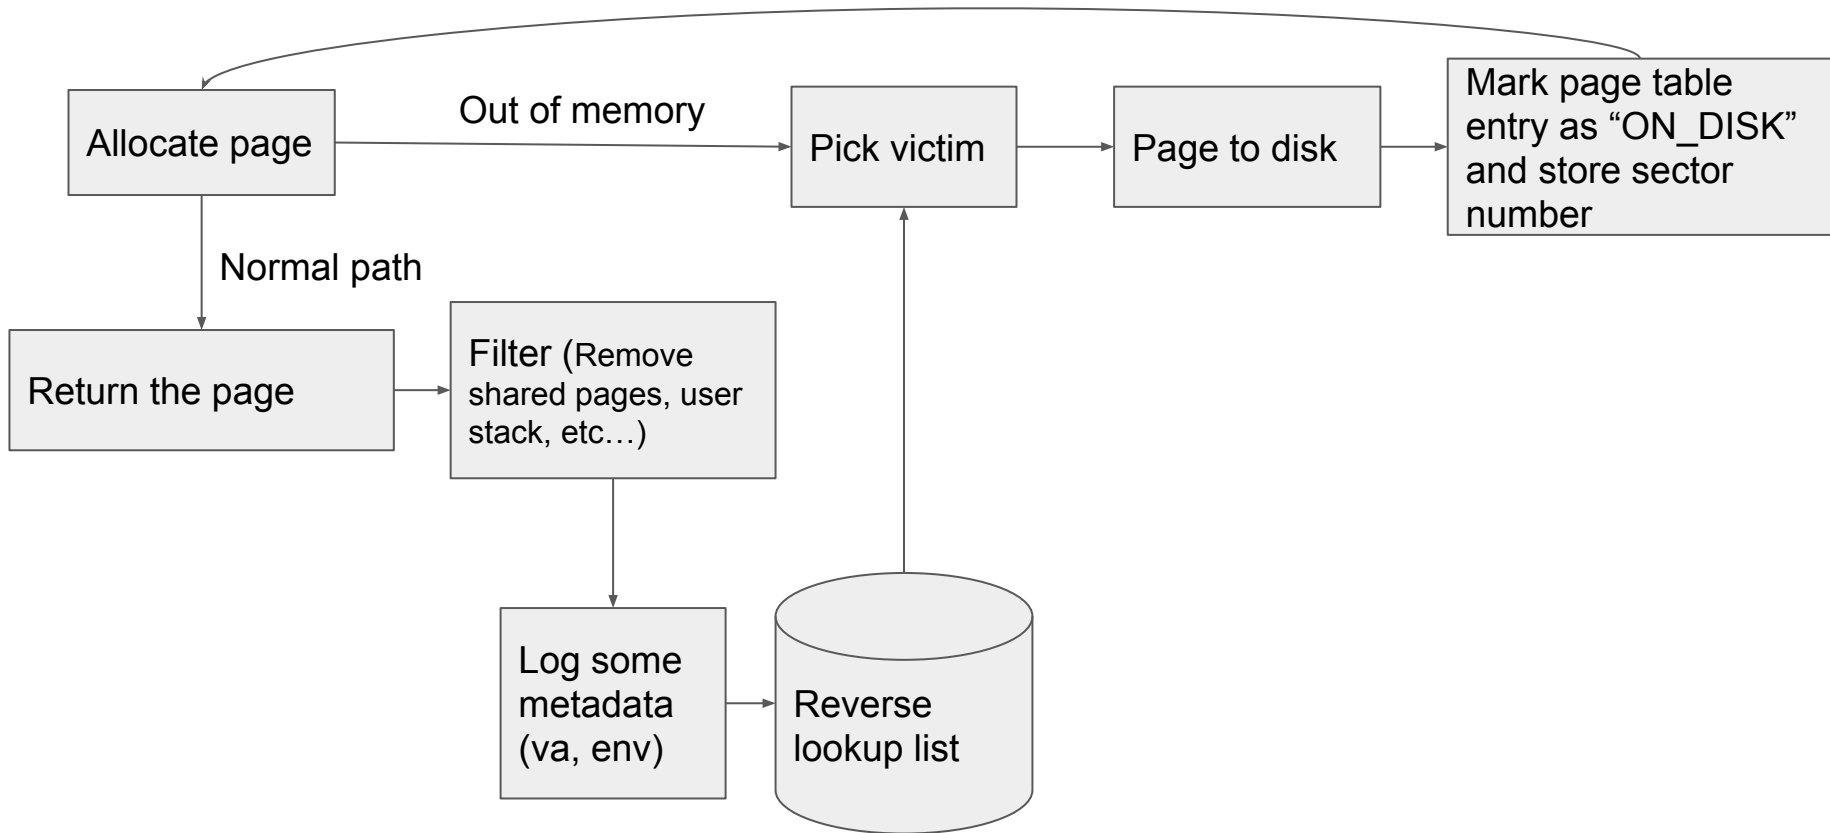 Out of memory
Allocate page
Pick victim
Page to disk
Mark page table
entry as “ON_DISK”
and store sector
number
Normal path
Return the page
Filter (Remove
shared pages, user
stack, etc…)
Log some
metadata
(va, env)
Reverse
lookup list